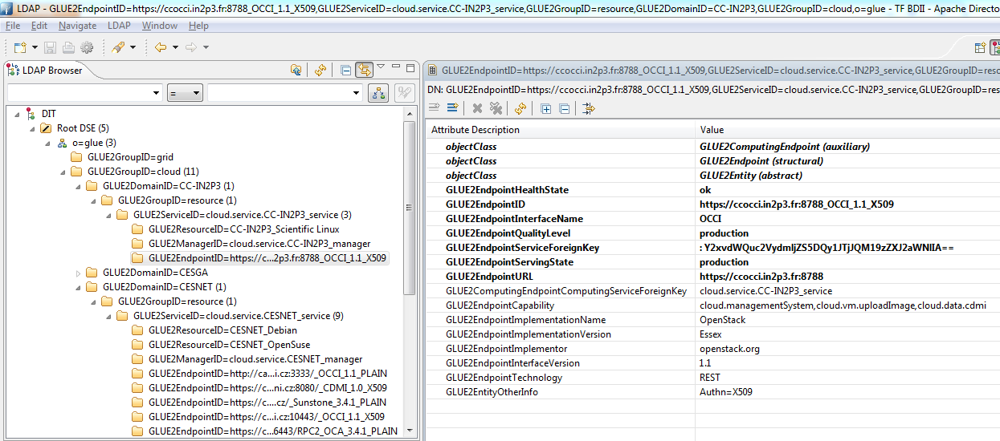 LDAP - GLUE2EndpointID=https://ccocci.in2p3.fr:8788_OCCI_1.1_X509,GLUE2ServiceID=cloud.service.CC-IN2P3_service,GLUE2GroupID=resource,GLUE2DomainID=CC-IN2P3,GLUE2GroupID=cloud,o=glue - TF BDII - Apache Directo
File Edit Navigate LDAP Window Help
LDAP Browser
=
DIT
Root DSE (5)
o=glue (3)
GLUE2GroupID=grid
GLUE2GroupID=cloud (11)
GLUE2DomainID=CC-IN2P3 (1)
GLUE2GroupID=resource (1)
GLUE2ServiceID=cloud.service.CC-IN2P3_service (3)
GLUE2ResourceID=CC-IN2P3_Scientific Linux
GLUE2ManagerID=cloud.service.CC-IN2P3_manager
GLUE2EndpointID=https://c...2p3.fr:8788_OCCI_1.1_X509
GLUE2DomainID=CESGA
GLUE2DomainID=CESNET (1)
GLUE2GroupID=resource (1)
GLUE2ServiceID=cloud.service.CESNET_service (9)
GLUE2ResourceID=CESNET_Debian
GLUE2ResourceID=CESNET_OpenSuse
GLUE2ManagerID=cloud.service.CESNET_manager
GLUE2EndpointID=http://ca...i.cz:3333/_OCCI_1.1_PLAIN
GLUE2EndpointID=https://c...ni.cz:8080/_CDMI_1.0_X509
GLUE2EndpointID=https://c....cz/_Sunstone_3.4.1_PLAIN
GLUE2EndpointID=https://c...i.cz:10443/_OCCI_1.1_X509
GLUE2EndpointID=https://c...6443/RPC2_OCA_3.4.1_PLAIN
GLUE2EndpointID=https://ccocci.in2p3.fr:8788_OCCI_1.1_X509,GLUE2ServiceID=cloud.service.CC-IN2P3_service,GLUE2GroupID=reso
DN: GLUE2EndpointID=https://ccocci.in2p3.fr:8788_OCCI_1.1_X509,GLUE2ServiceID=cloud.service.CC-IN2P3_service,GLUE2GroupID=res
Attribute Description Value
objectClass GLUE2ComputingEndpoint (auxiliary)
objectClass GLUE2Endpoint (structural)
objectClass GLUE2Entity (abstract)
GLUE2EndpointHealthState ok
GLUE2EndpointID https://ccocci.in2p3.fr:8788_OCCI_1.1_X509
GLUE2EndpointInterfaceName OCCI
GLUE2EndpointQualityLevel production
GLUE2EndpointServiceForeignKey : Y2xvdWQuc2VydmljZS5DQy1JTjJQM19zZXJ2aWNlIA==
GLUE2EndpointServingState production
GLUE2EndpointURL https://ccocci.in2p3.fr:8788
GLUE2ComputingEndpointComputingServiceForeignKey cloud.service.CC-IN2P3_service
GLUE2EndpointCapability cloud.managementSystem,cloud.vm.uploadImage,cloud.data.cdmi
GLUE2EndpointImplementationName OpenStack
GLUE2EndpointImplementationVersion Essex
GLUE2EndpointImplementor openstack.org
GLUE2EndpointInterfaceVersion 1.1
GLUE2EndpointTechnology REST
GLUE2EntityOtherInfo Authn=X509